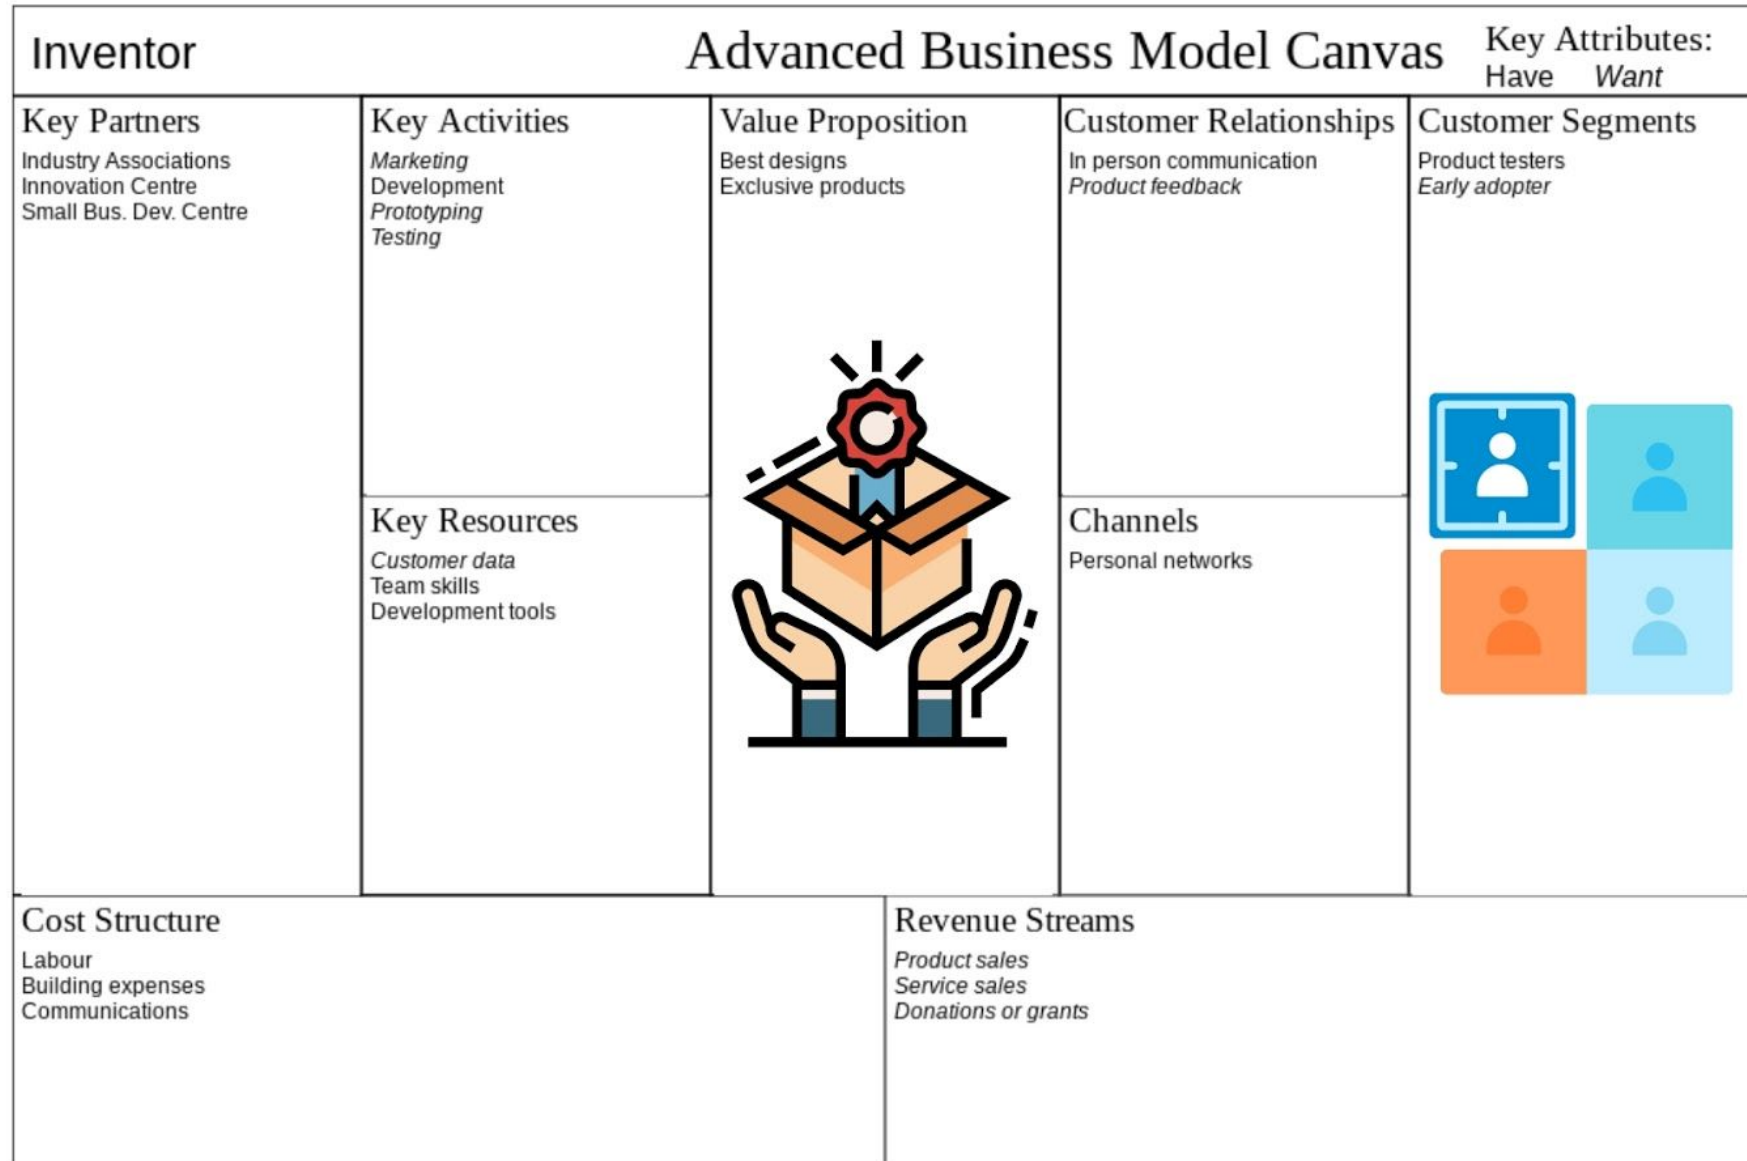 Inventor
Advanced Business Model Canvas
Key Attributes:
Have Want
Key Partners
Industry Associations
Innovation Centre
Small Bus. Dev. Centre
Key Activities
Marketing
Development
Prototyping
Testing
Key Resources
Customer data
Team skills
Development tools
Value Proposition
Best designs
Exclusive products
Customer Relationships
In person communication
Product feedback
Channels
Personal networks
Customer Segments
Product testers
Early adopter
Cost Structure
Labour
Building expenses
Communications
Revenue Streams
Product sales
Service sales
Donations or grants